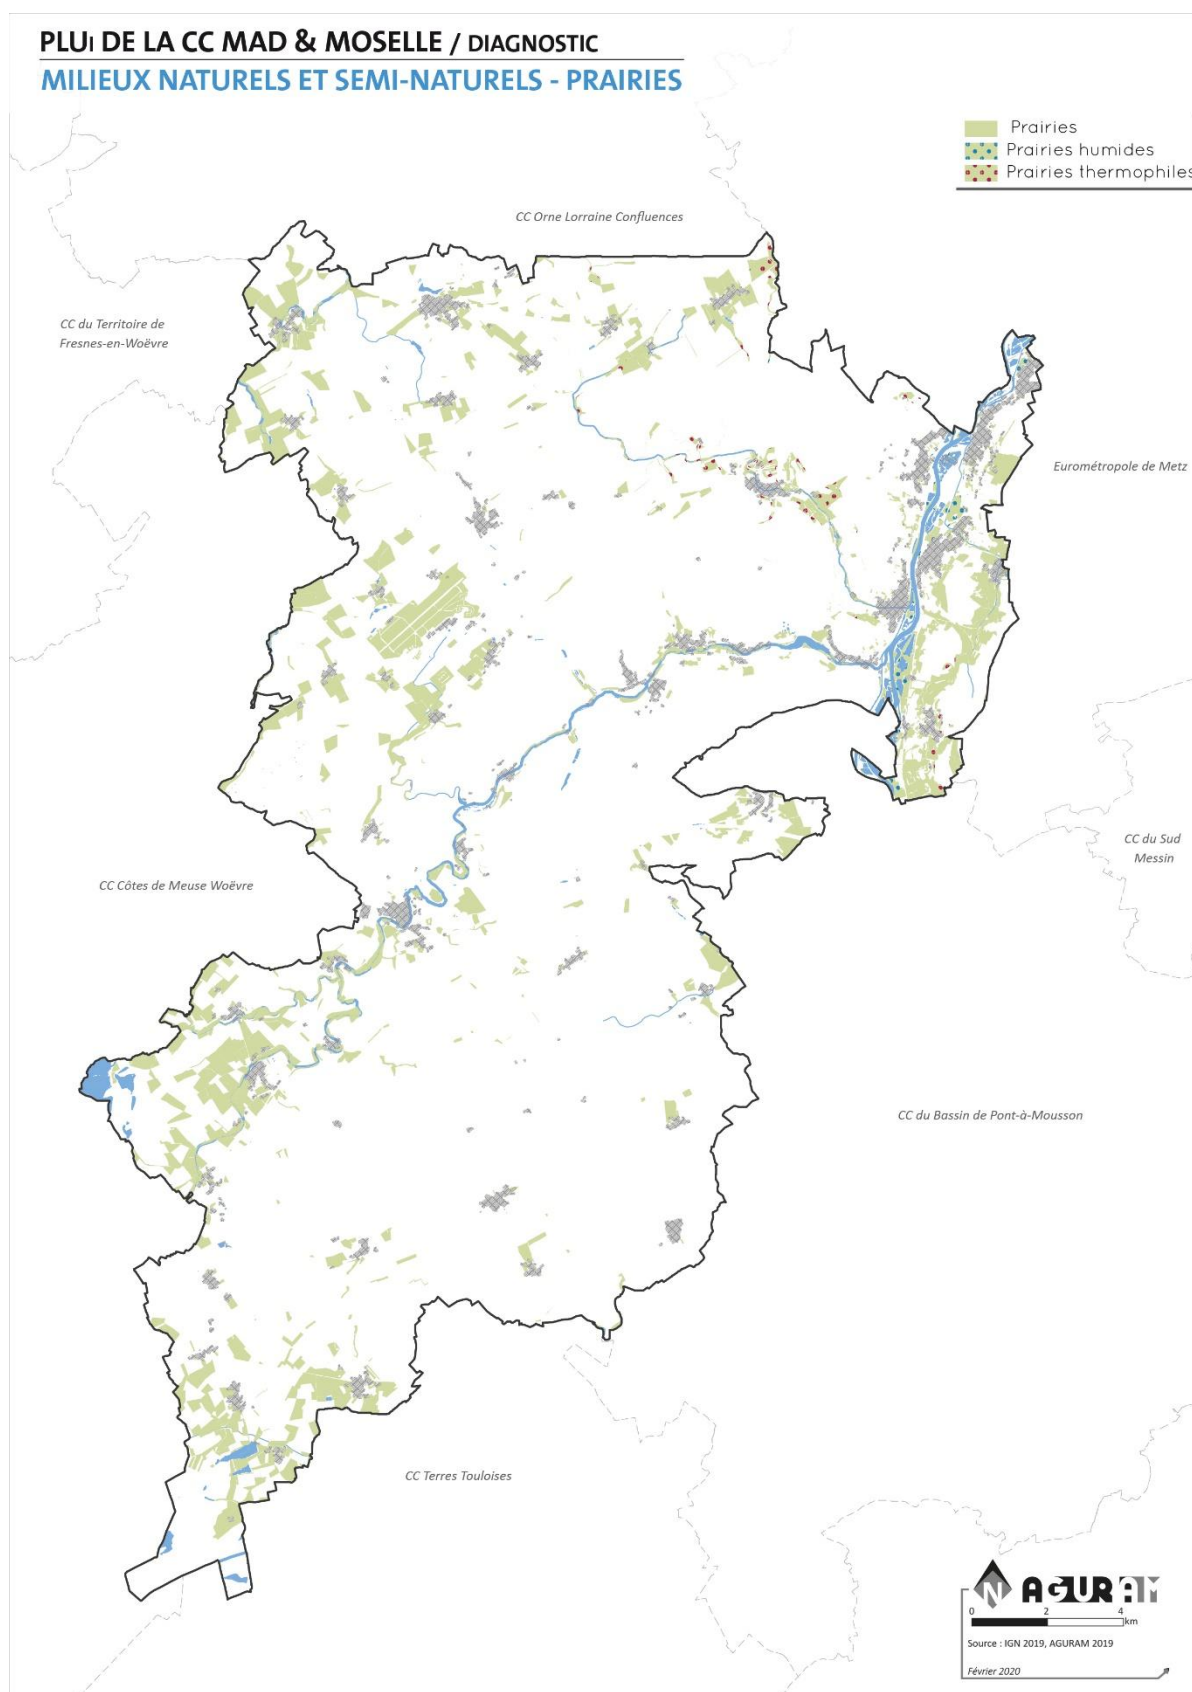 PLUi DE LA CC MAD & MOSELLE / DIAGNOSTIC
MILIEUX NATURELS ET SEMI-NATURELS - PRAIRIES
Prairies
Prairies humides
Prairies thermophiles
CC Orne Lorraine Confluences
CC du Territoire de
Fresnes-en-Woëvre
Eurométropole de Metz
CC du Sud
Messin
CC Côtes de Meuse Woëvre
CC du Bassin de Pont-à-Mousson
CC Terres Touloises
N AGURAM
0 2 4
km
Source : IGN 2019, AGURAM 2019
Février 2020